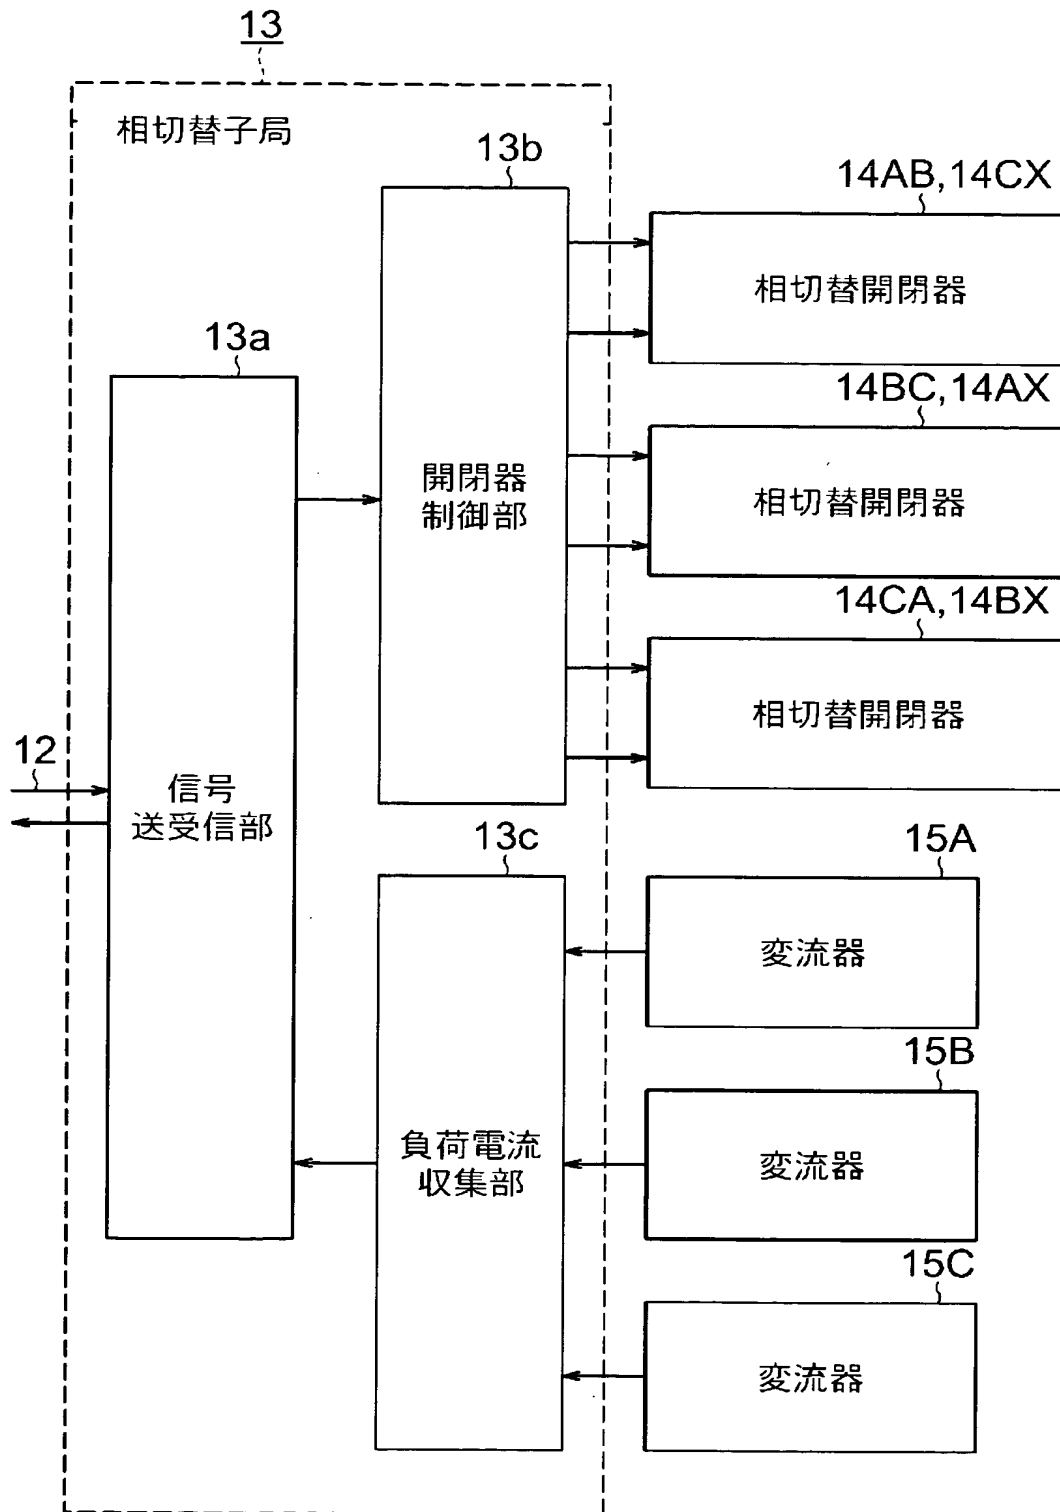 13
相切替子局
13b
14AB,14CX
相切替開閉器
13a
14BC,14AX
開閉器
制御部
相切替開閉器
14CA,14BX
相切替開閉器
12
信号
送受信部
13c
15A
変流器
15B
負荷電流
収集部
変流器
15C
変流器